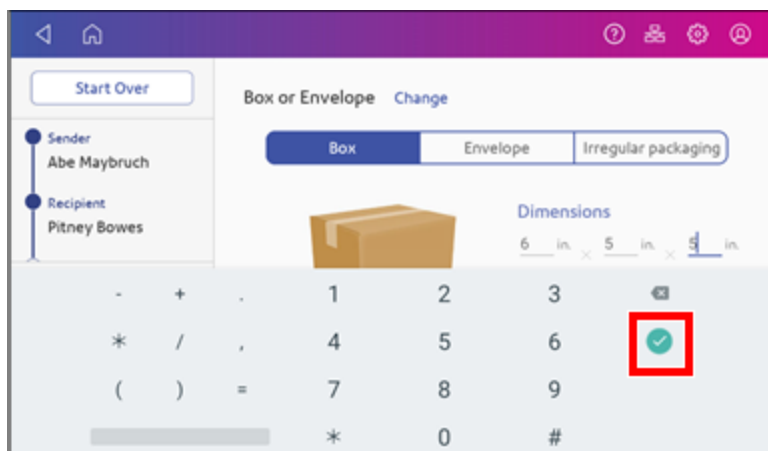 Start Over
Box or Envelope Change
Sender
Abe Maybruch
Box Envelope Irregular packaging
Recipient
Pitney Bowes
Dimensions
6 in. × 5 in. × 5 in.
- + . 1 2 3
* / , 4 5 6
( ) = 7 8 9
* 0 #